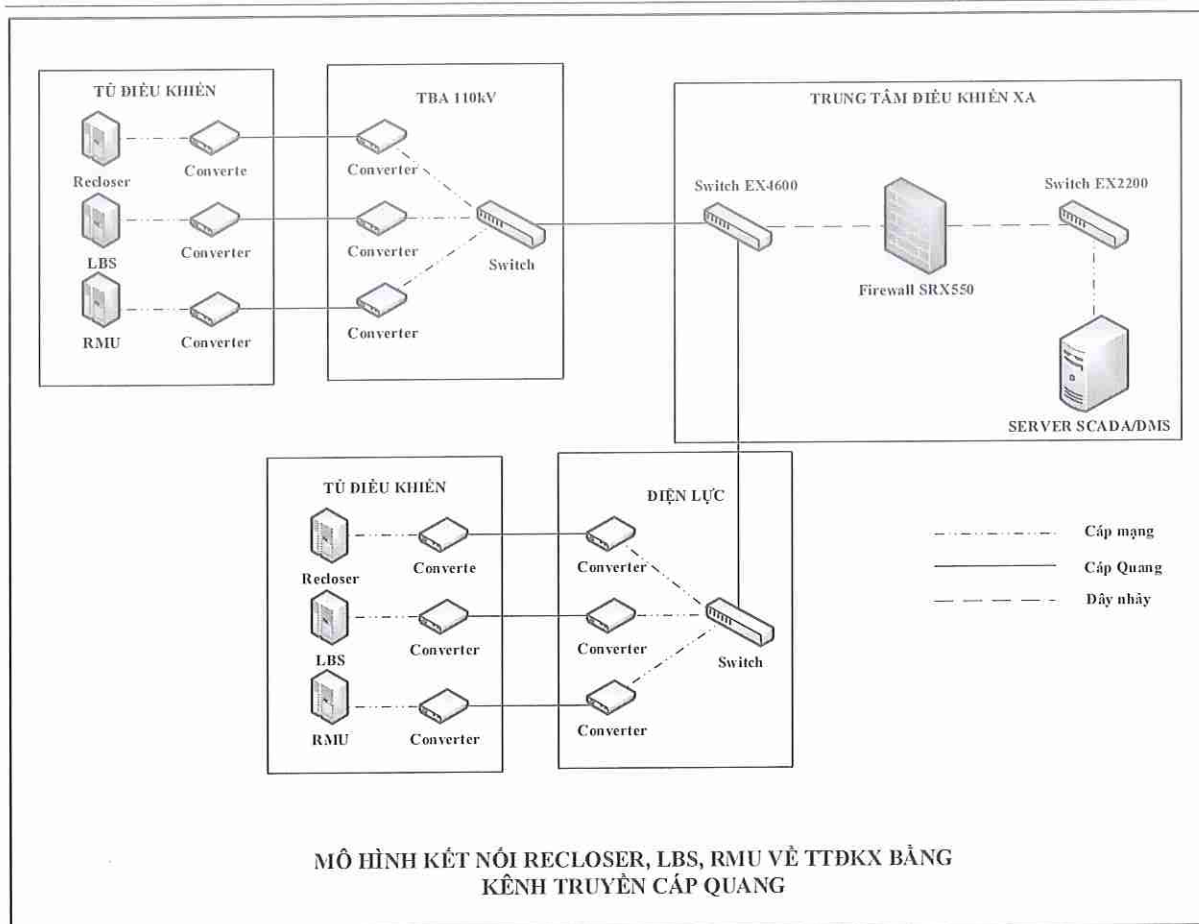 TỦ ĐIỀU KHIỂN
Recloser
Converte
LBS
Converter
RMU
Converter
TBA 110kV
Converter
Converter
Converter
Switch
TRUNG TÂM ĐIỀU KHIỂN XA
Switch EX4600
Firewall SRX550
Switch EX2200
SERVER SCADA/DMS
TỦ ĐIỀU KHIỂN
Recloser
Converte
LBS
Converter
RMU
Converter
ĐIỆN LỰC
Converter
Converter
Converter
Switch
Cáp mạng
Cáp Quang
Dây nhảy
MÔ HÌNH KẾT NỐI RECLOSER, LBS, RMU VỀ TTĐKX BẰNG
KÊNH TRUYỀN CÁP QUANG